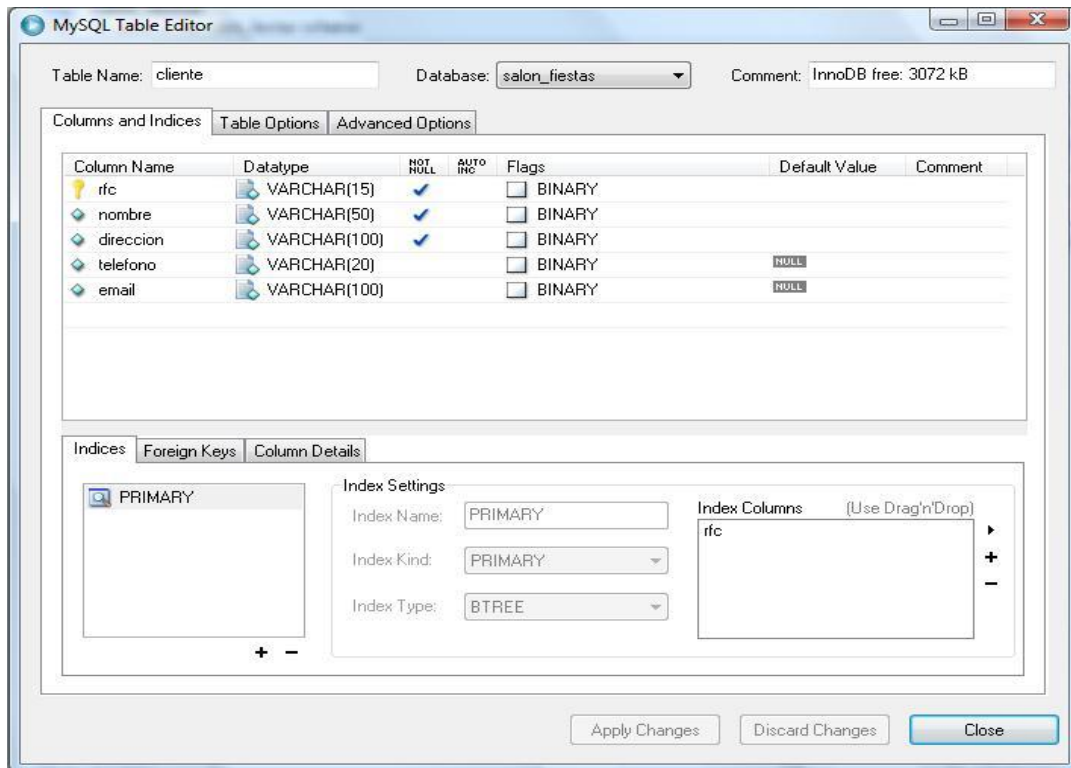 MySQL Table Editor
Table Name: cliente Database: salon_fiestas Comment: InnoDB free: 3072 kB
Columns and Indices Table Options Advanced Options
Column Name Datatype NOT NULL AUTO INC Flags Default Value Comment
rfc VARCHAR(15) BINARY
nombre VARCHAR(50) BINARY
direccion VARCHAR(100) BINARY
telefono VARCHAR(20) BINARY NULL
email VARCHAR(100) BINARY NULL
Indices Foreign Keys Column Details
PRIMARY
Index Settings
Index Name: PRIMARY
Index Kind: PRIMARY
Index Type: BTREE
Index Columns (Use Drag'n'Drop)
rfc
Apply Changes Discard Changes Close